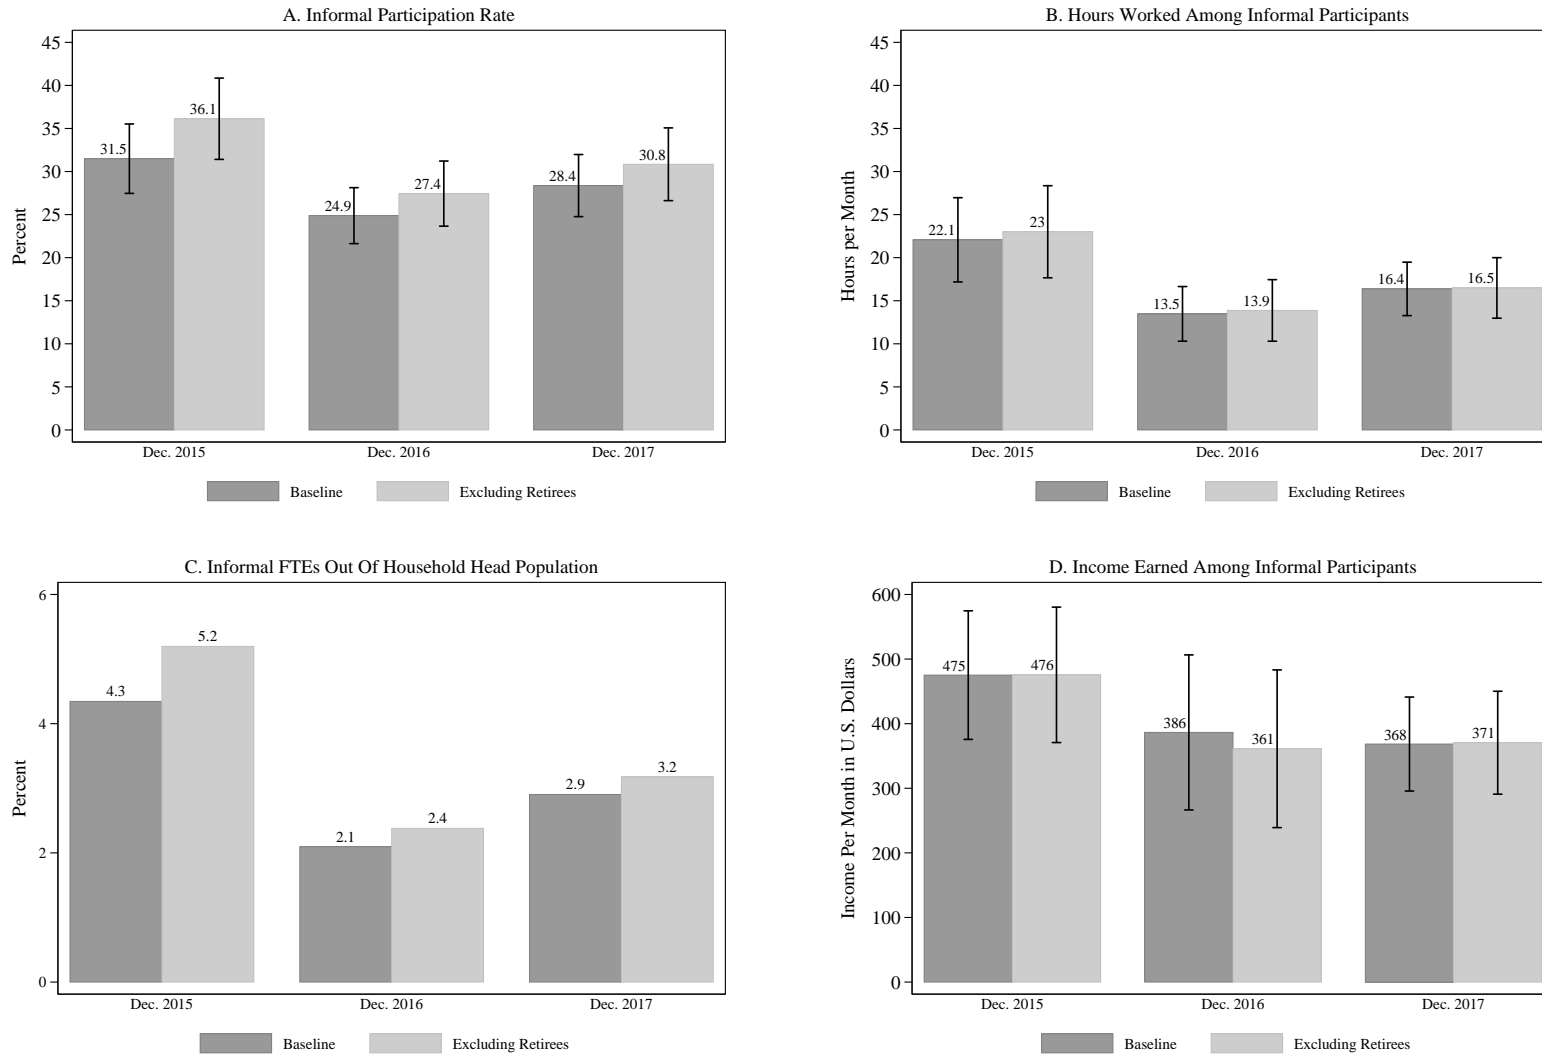 A. Informal Participation Rate
45
40
35
30
25
20
15
10
5
0
Percent
31.5
36.1
24.9
27.4
28.4
30.8
Dec. 2015
Dec. 2016
Dec. 2017
Baseline
Excluding Retirees
B. Hours Worked Among Informal Participants
45
40
35
30
25
20
15
10
5
0
Hours per Month
22.1
23
13.5
13.9
16.4
16.5
Dec. 2015
Dec. 2016
Dec. 2017
Baseline
Excluding Retirees
C. Informal FTEs Out Of Household Head Population
6
4
2
0
Percent
4.3
5.2
2.1
2.4
2.9
3.2
Dec. 2015
Dec. 2016
Dec. 2017
Baseline
Excluding Retirees
D. Income Earned Among Informal Participants
600
500
400
300
200
100
0
Income Per Month in U.S. Dollars
475
476
386
361
368
371
Dec. 2015
Dec. 2016
Dec. 2017
Baseline
Excluding Retirees